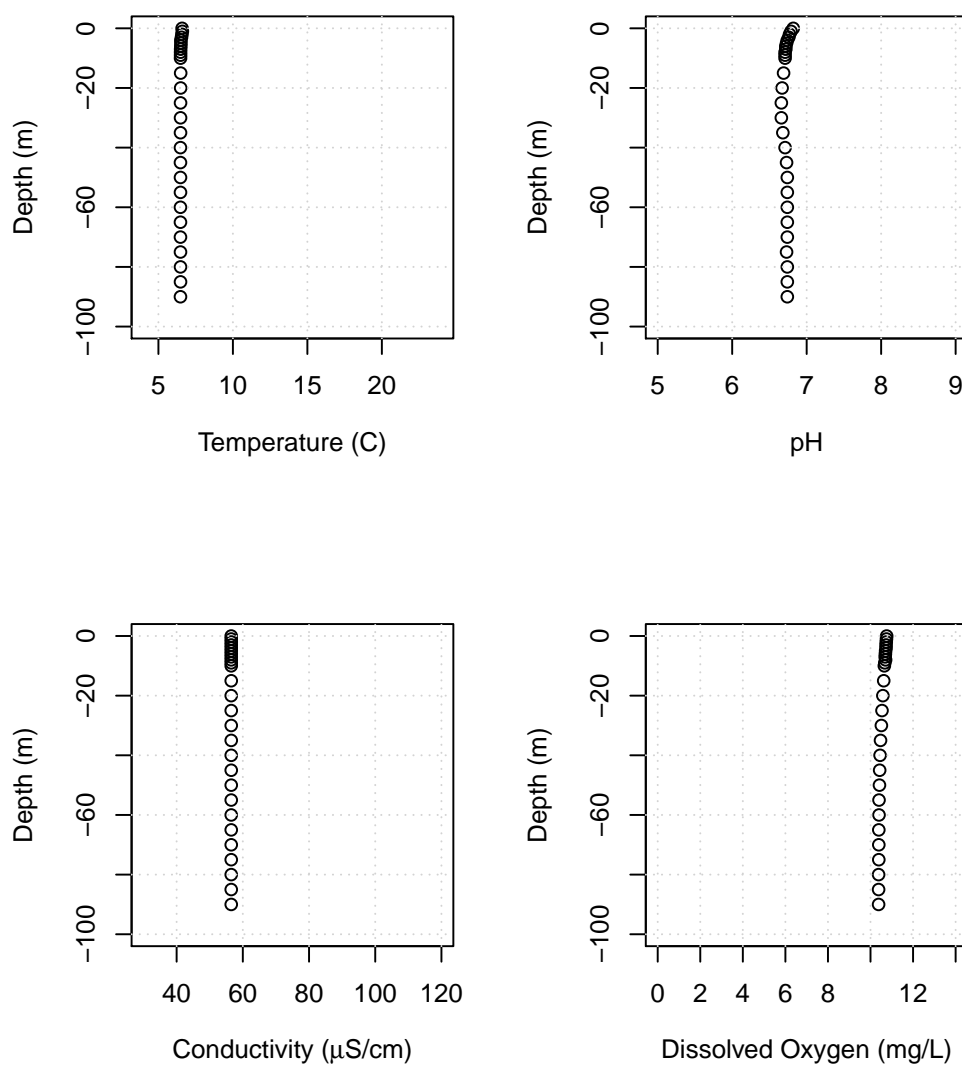 0
−20
−60
−100
Depth (m)
5 10 15 20
Temperature (C)
0
−20
−60
−100
Depth (m)
5 6 7 8 9
pH
0
−20
−60
−100
Depth (m)
40 60 80 100 120
Conductivity (μS/cm)
0
−20
−60
−100
Depth (m)
0 2 4 6 8 12
Dissolved Oxygen (mg/L)